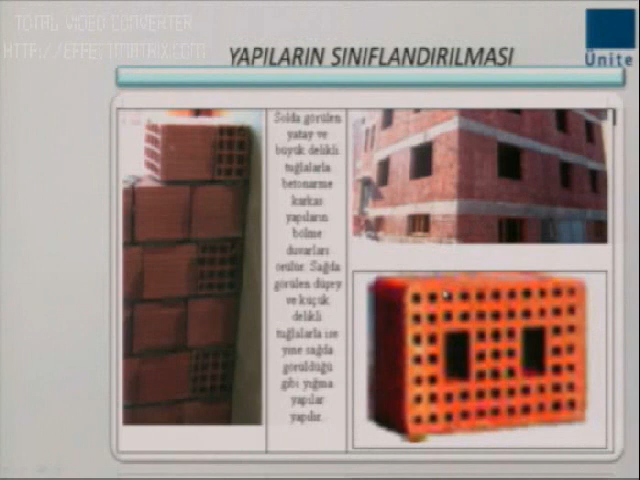 TOTAL VIDEO CONVERTER
HTTP://EFFECTMATRIX.COM
YAPILARIN SINIFLANDIRILMASI
Ünite
Solda görülen
yatay ve
büyük delikli
tuğlalarla
betonarme
karkas
yapıların
bölme
duvarları
örülür. Sağda
görülen düşey
ve küçük
delikli
tuğlalarla ise
yine sağda
görüldüğü
gibi yığma
yapılar
yapılır.